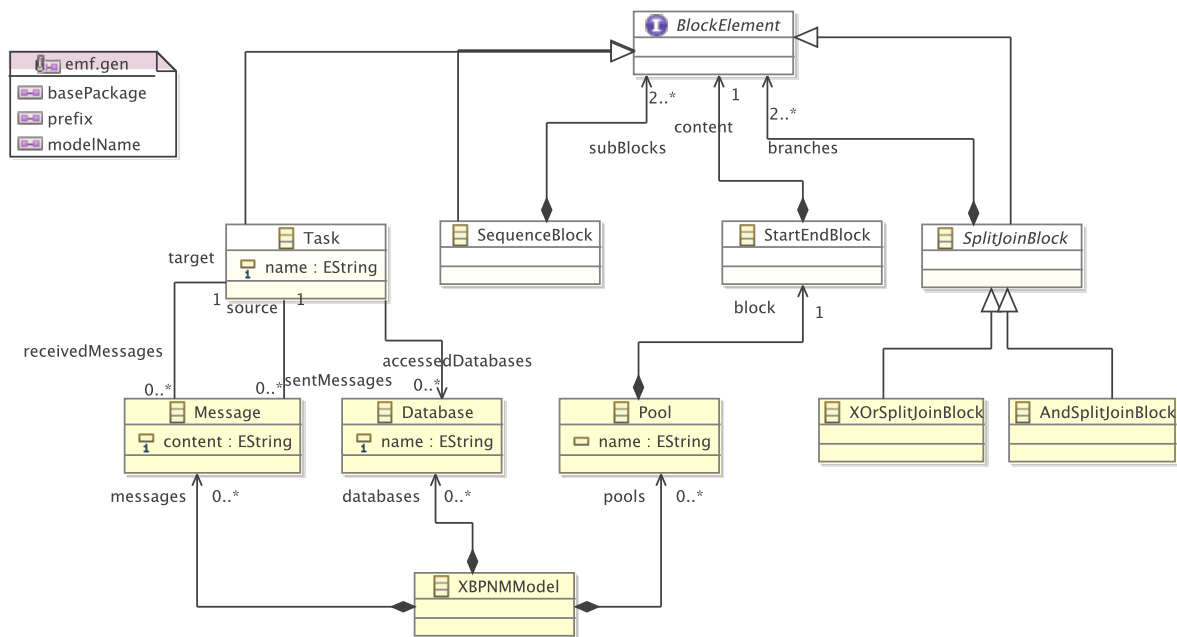 BlockElement
emf.gen
basePackage
prefix
modelName
2..*
1
2..*
content
subBlocks
branches
Task
name : EString
SequenceBlock
StartEndBlock
SplitJoinBlock
target
1
source
1
block
1
receivedMessages
accessedDatabases
0..*
0..*
sentMessages
0..*
Message
content : EString
Database
name : EString
Pool
name : EString
XOrSplitJoinBlock
AndSplitJoinBlock
messages
0..*
databases
0..*
pools
0..*
XBPNMModel